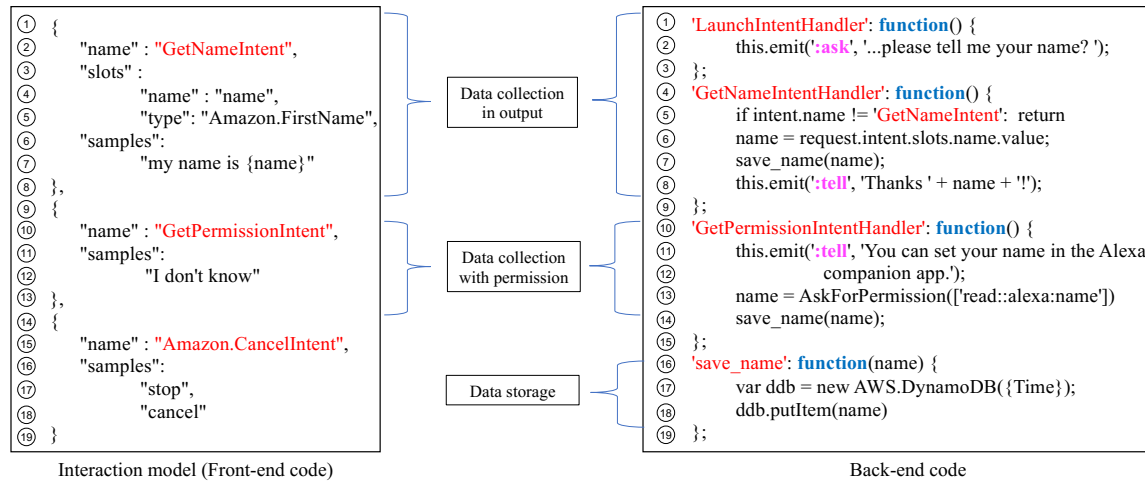 ① {
② "name" : "GetNameIntent",
③ "slots" :
④ "name" : "name",
⑤ "type": "Amazon.FirstName",
⑥ "samples":
⑦ "my name is {name}"
⑧ },
⑨ {
⑩ "name" : "GetPermissionIntent",
⑪ "samples":
⑫ "I don't know"
⑬ },
⑭ {
⑮ "name" : "Amazon.CancelIntent",
⑯ "samples":
⑰ "stop",
⑱ "cancel"
⑲ }
Interaction model (Front-end code)
Data collection
in output
Data collection
with permission
Data storage
① 'LaunchIntentHandler': function() {
② this.emit(':ask', '...please tell me your name? ');
③ };
④ 'GetNameIntentHandler': function() {
⑤ if intent.name != 'GetNameIntent': return
⑥ name = request.intent.slots.name.value;
⑦ save_name(name);
⑧ this.emit(':tell', 'Thanks ' + name + '!');
⑨ };
⑩ 'GetPermissionIntentHandler': function() {
⑪ this.emit(':tell', 'You can set your name in the Alexa
⑫ companion app.');
⑬ name = AskForPermission(['read::alexa:name'])
⑭ save_name(name);
⑮ };
⑯ 'save_name': function(name) {
⑰ var ddb = new AWS.DynamoDB({Time});
⑱ ddb.putItem(name)
⑲ };
Back-end code